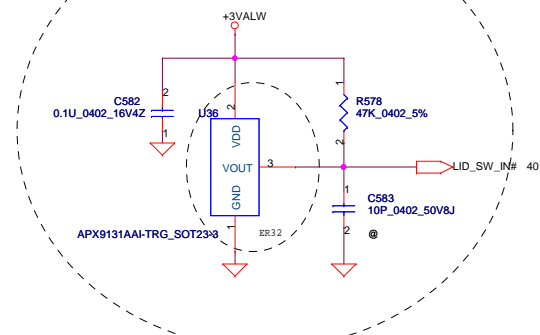 +3VALW
C582
0.1U_0402_16V4Z
2
1
U36
2
VDD
VOUT
3
GND
1
APX9131AAI-TRG_SOT23-3
ER32
1
R578
47K_0402_5%
2
LID_SW_IN# 40
1
C583
10P_0402_50V8J
2
@